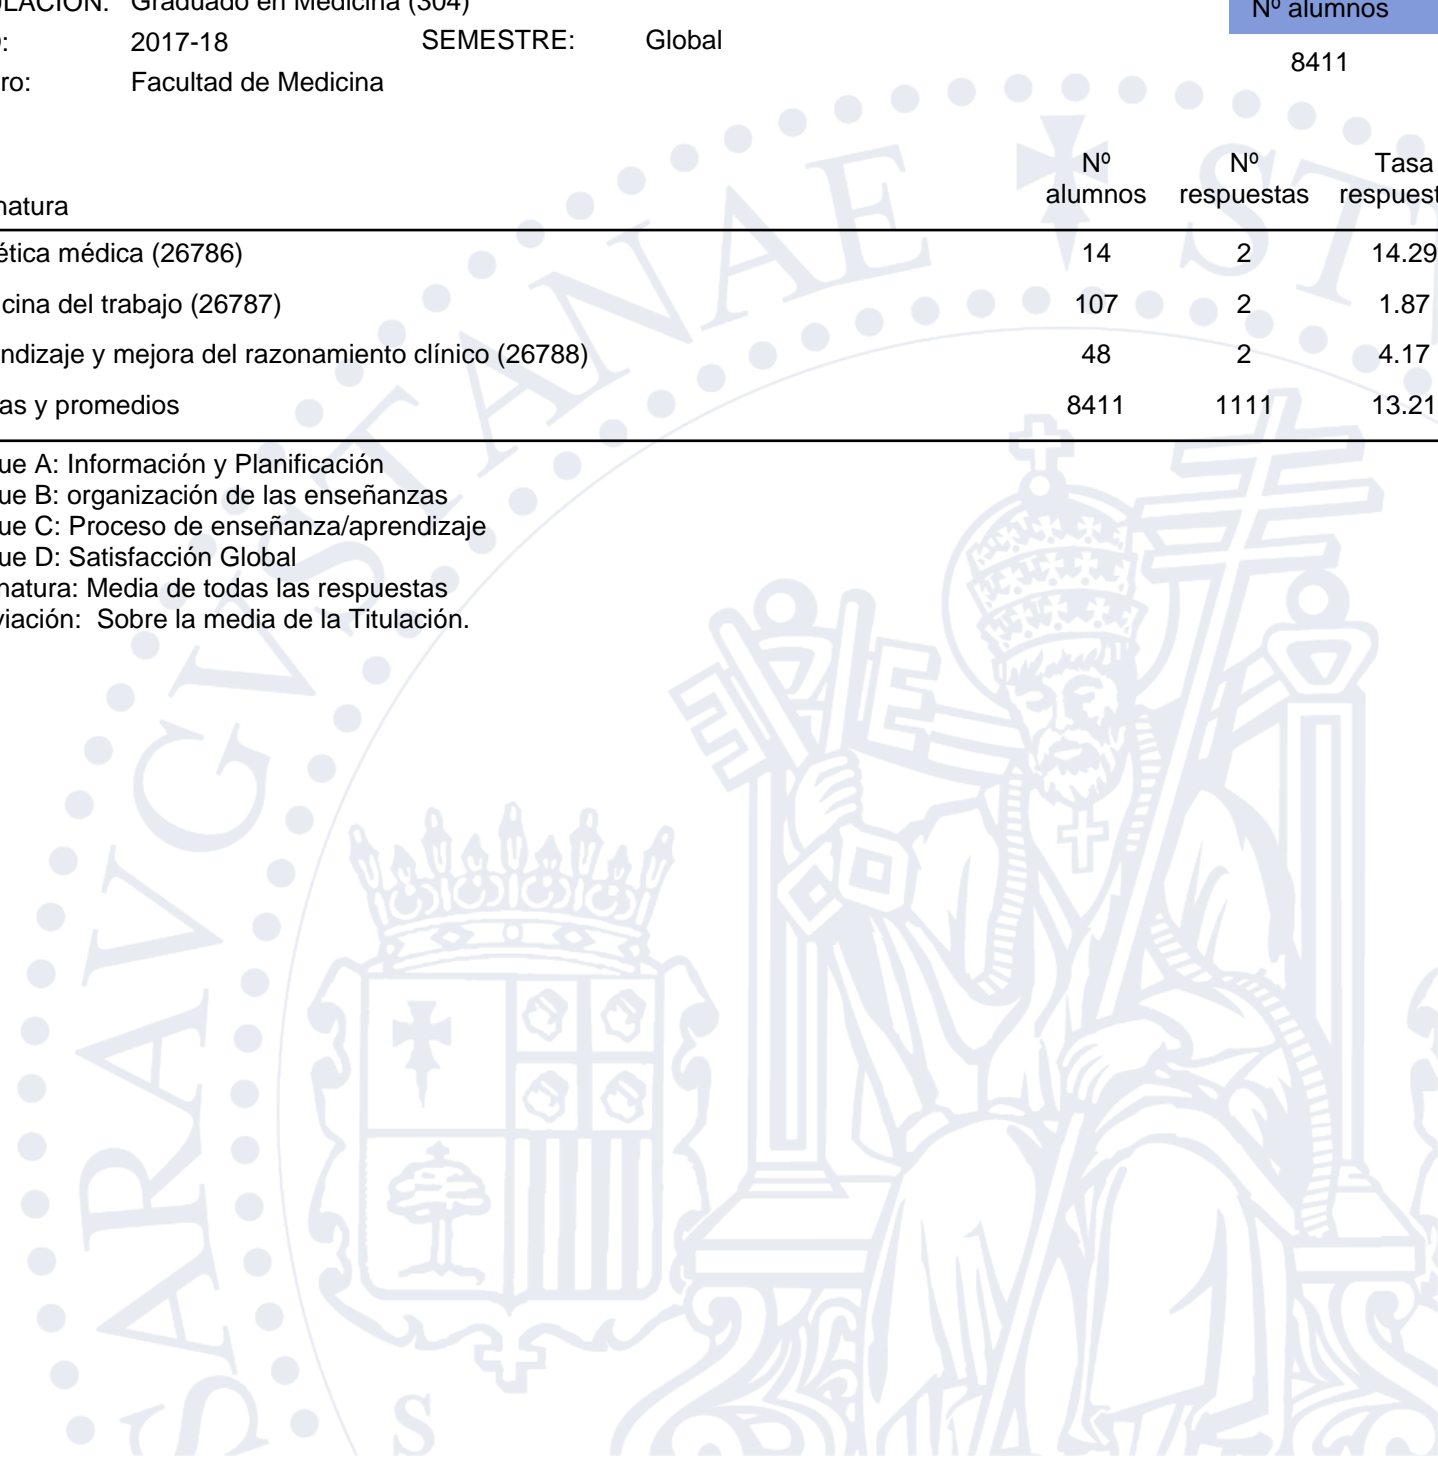 ULACIÓN: Graduado en Medicina (304)
Nº alumnos
O: 2017-18 SEMESTRE: Global
8411
ro: Facultad de Medicina
Nº Nº Tasa
natura alumnos respuestas respuest
ética médica (26786) 14 2 14.29
cina del trabajo (26787) 107 2 1.87
ndizaje y mejora del razonamiento clínico (26788) 48 2 4.17
as y promedios 8411 1111 13.21
ue A: Información y Planificación
ue B: organización de las enseñanzas
ue C: Proceso de enseñanza/aprendizaje
ue D: Satisfacción Global
natura: Media de todas las respuestas
viación: Sobre la media de la Titulación.
SARAVGVSTANAE ST
S